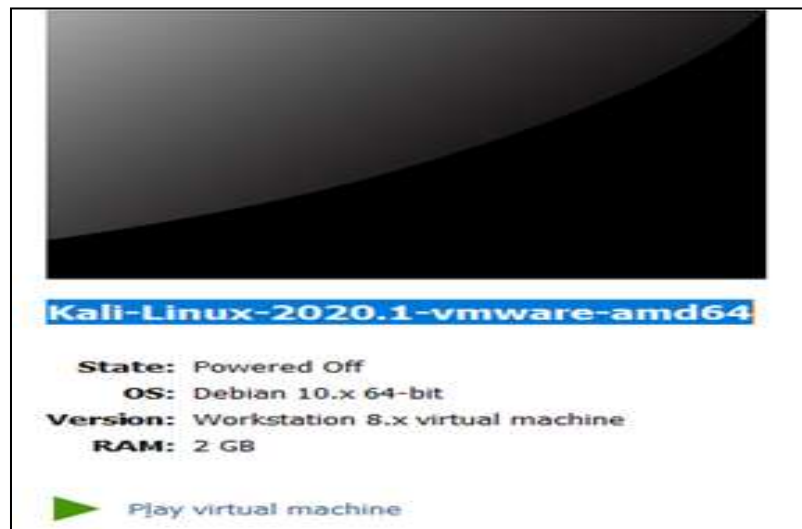 Kali-Linux-2020.1-vmware-amd64
State: Powered Off
OS: Debian 10.x 64-bit
Version: Workstation 8.x virtual machine
RAM: 2 GB
Play virtual machine